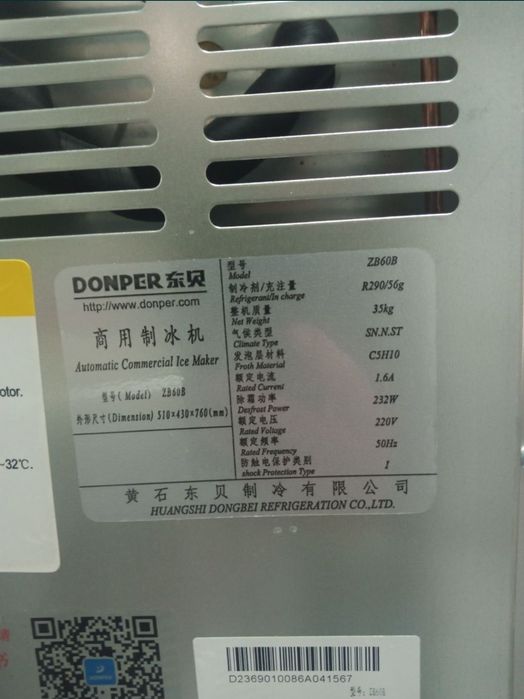 DONPER东贝
http://www.donper.com
商用制冰机
Automatic Commercial Ice Maker
型号(Model) ZB60B
外形尺寸(Dimension) 510×430×760(mm)
型号 ZB60B
Model
制冷剂/充注量 R290/56g
Refrigerant/In charge
整机质量 35kg
Net Weight
气候类型 SN.N.ST
Climate Type
发泡层材料 C5H10
Froth Material
额定电流 1.6A
Rated Current
除霜功率 232W
Desfrost Power
额定电压 220V
Rated Voltage
额定频率 50Hz
Rated Frequency
防触电保护类别 I
shock Protection Type
黄石东贝制冷有限公司
HUANGSHI DONGBEI REFRIGERATION CO.,LTD.
otor.
~32℃.
D2369010086A041567
型号: ZB60B